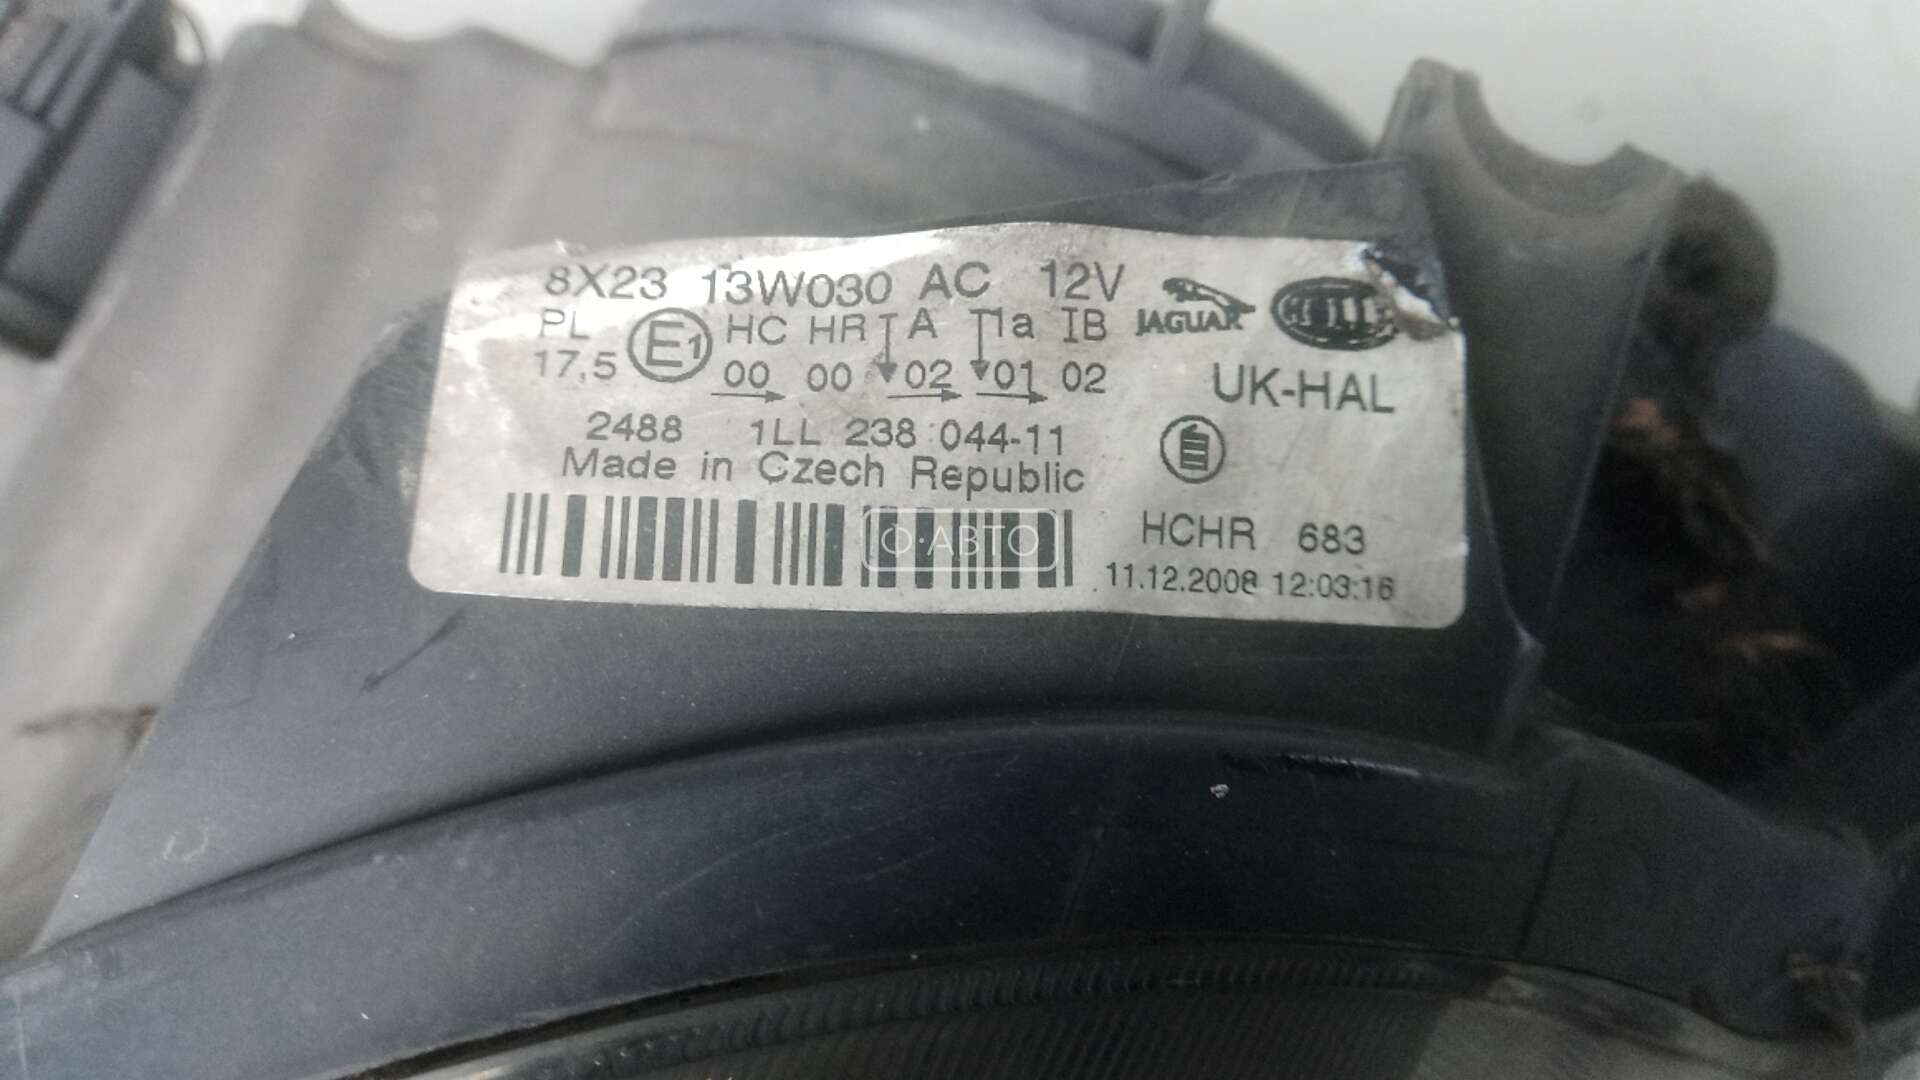 8X23 13W030 AC 12V JAGUAR
PL E1 HC HR A 1a IB
17,5 00 00 02 01 02 UK-HAL
2488 1LL 238 044-11
Made in Czech Republic
О·АВТО
HCHR 683
11.12.2008 12:03:16